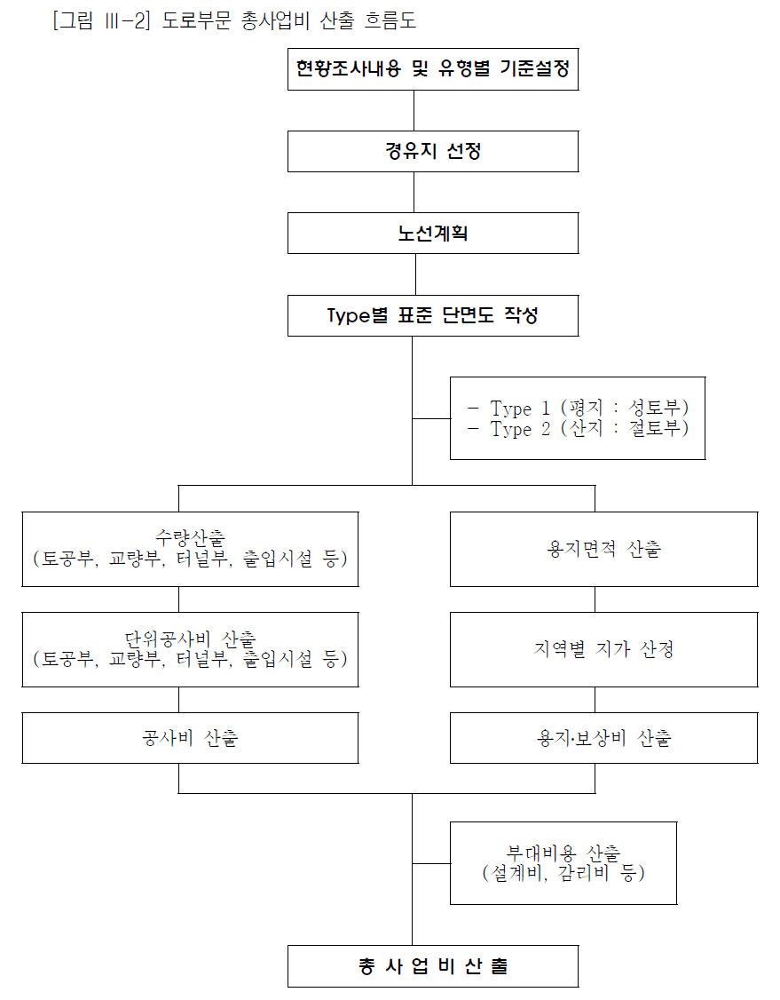 [그림 Ⅲ-2] 도로부문 총사업비 산출 흐름도
현황조사내용 및 유형별 기준설정
경유지 선정
노선계획
Type별 표준 단면도 작성
- Type 1 (평지 : 성토부)
- Type 2 (산지 : 절토부)
수량산출
(토공부, 교량부, 터널부, 출입시설 등)
용지면적 산출
단위공사비 산출
(토공부, 교량부, 터널부, 출입시설 등)
지역별 지가 산정
공사비 산출
용지·보상비 산출
부대비용 산출
(설계비, 감리비 등)
총 사 업 비 산 출